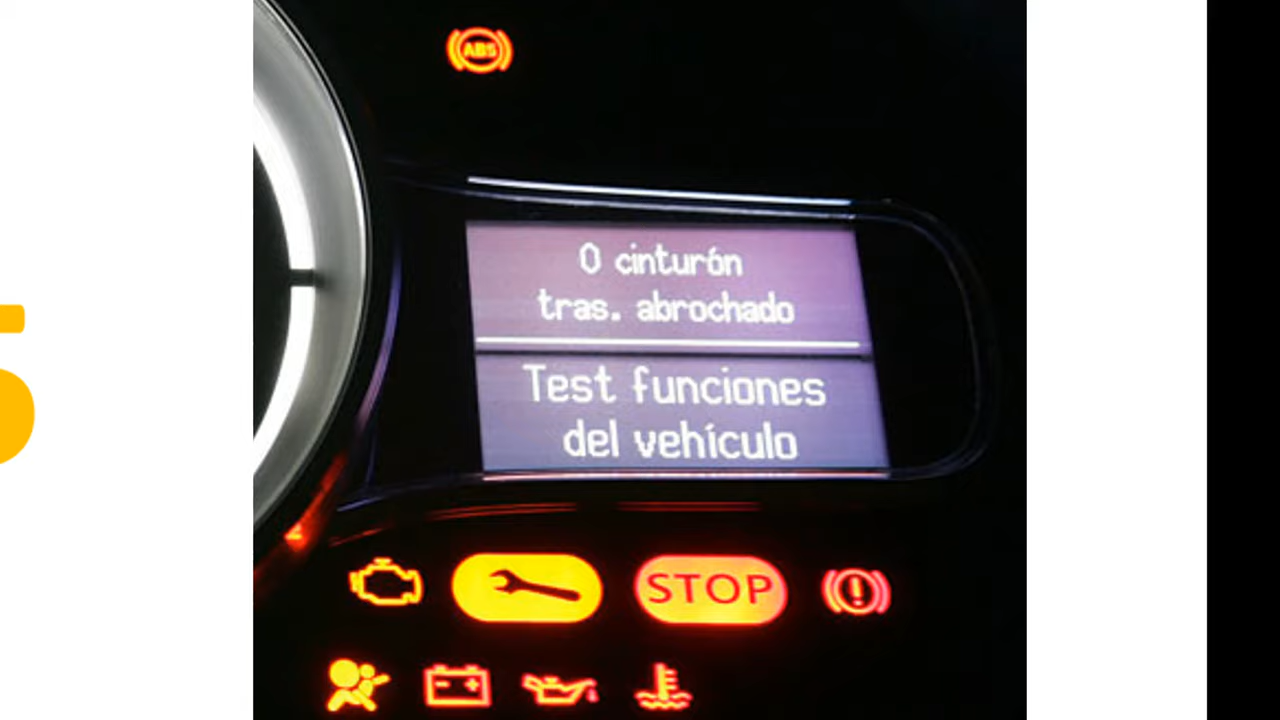 ABS
0 cinturón
tras. abrochado
Test funciones
del vehículo
STOP